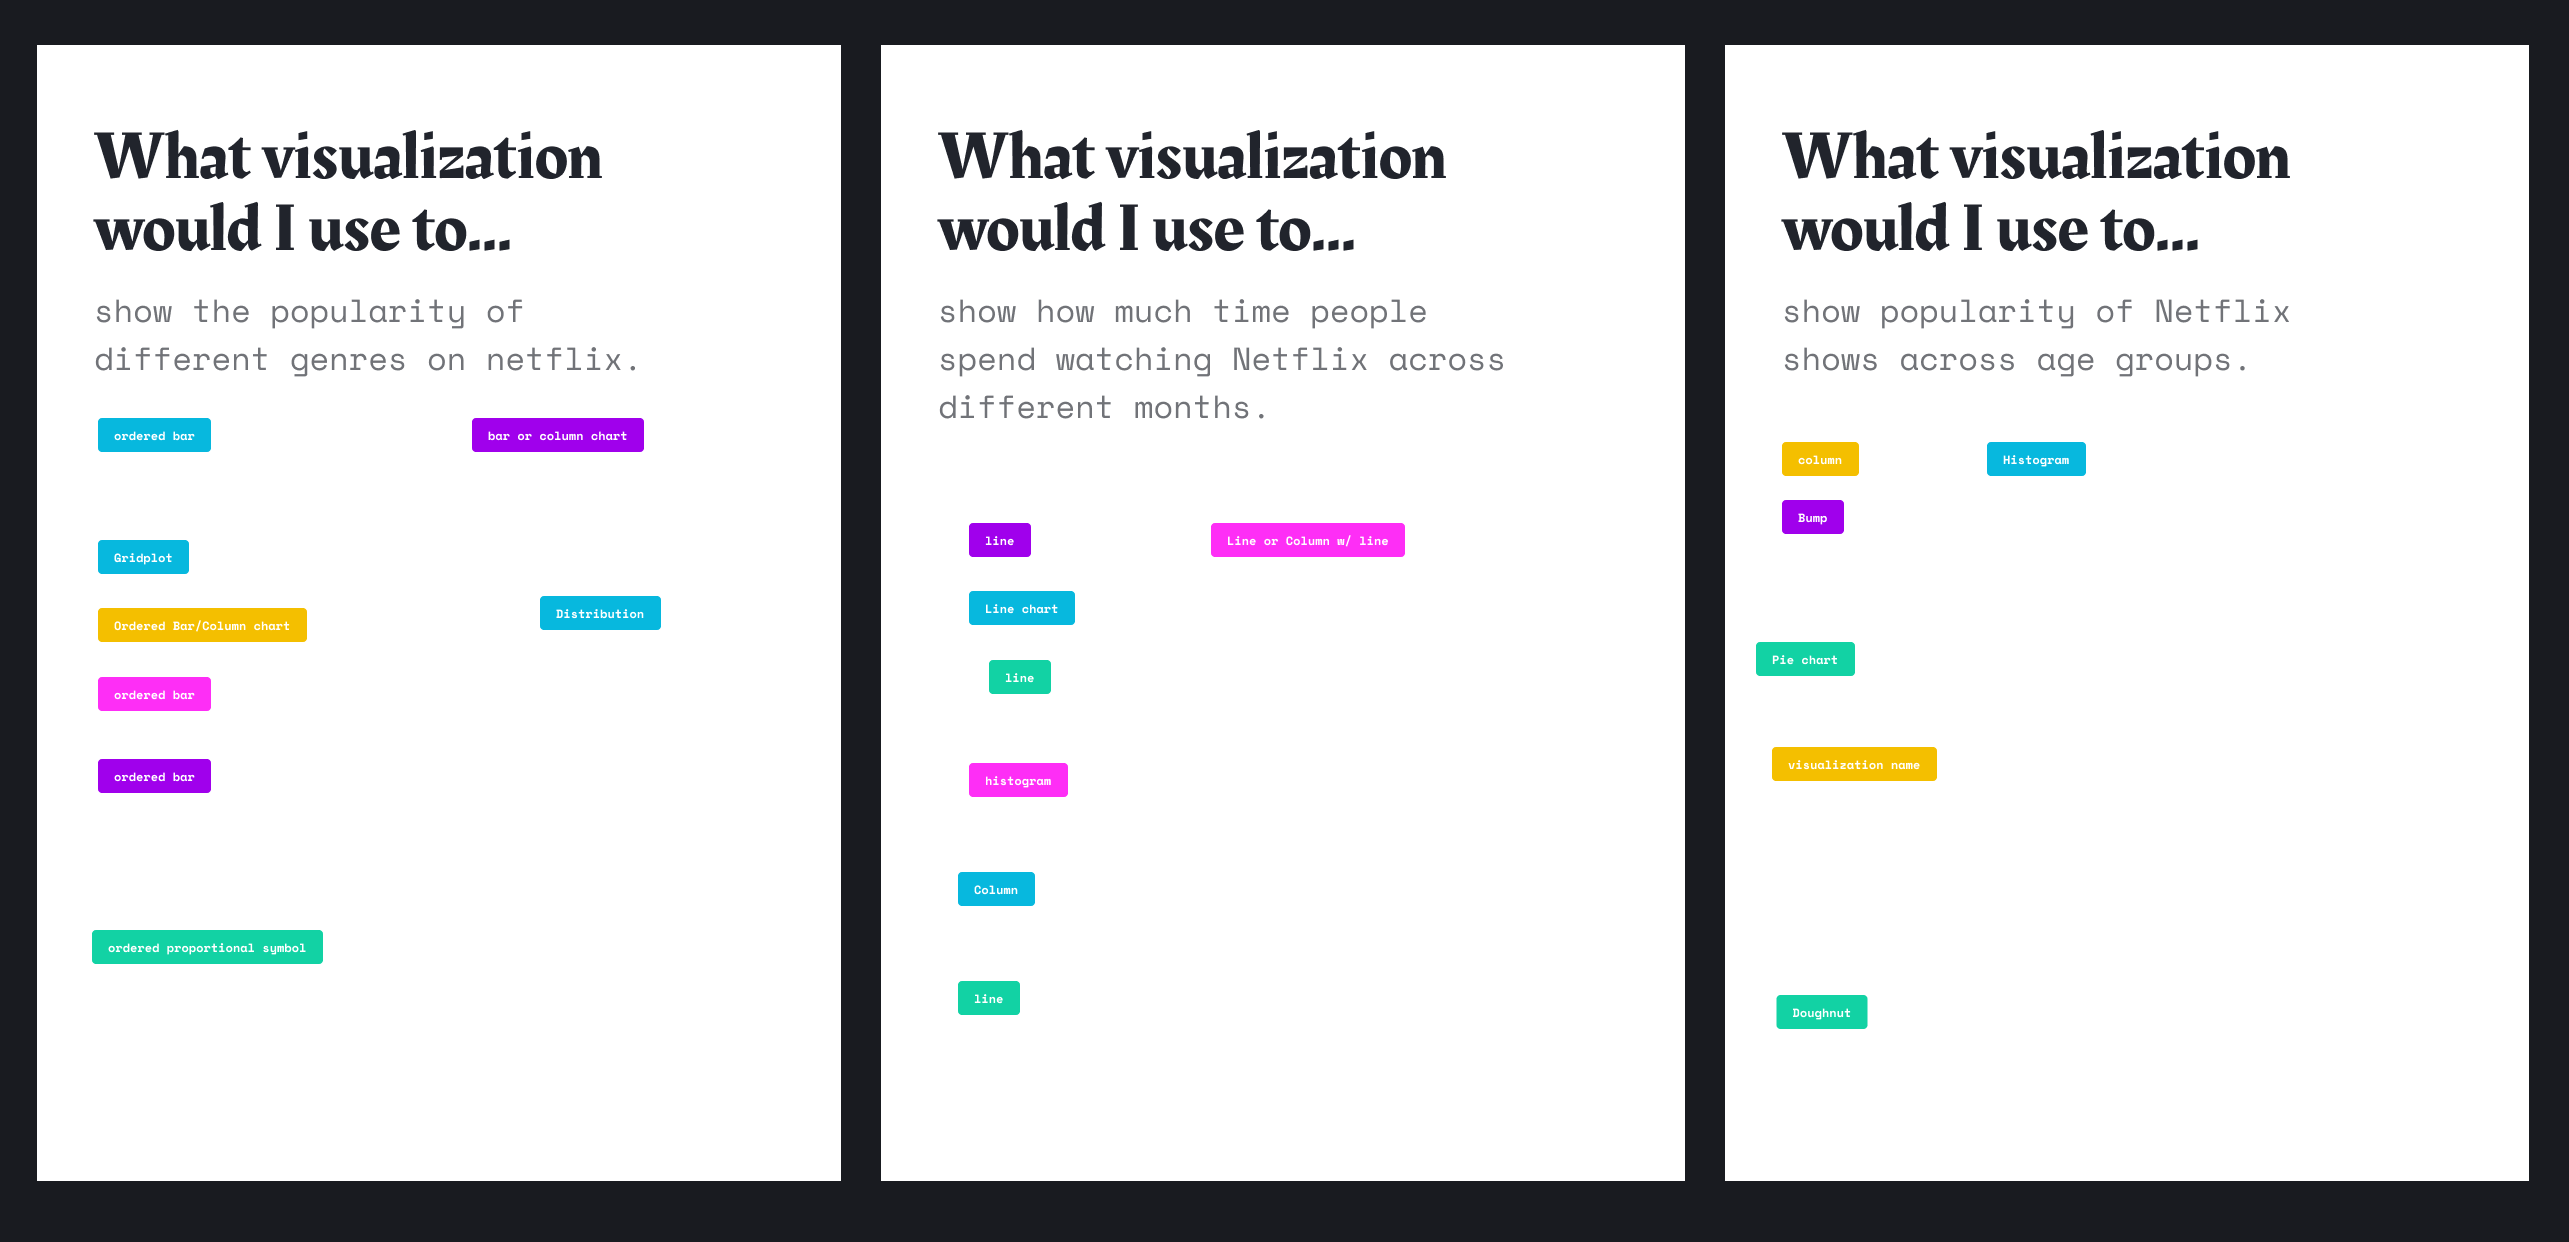 What visualization
would I use to...
show the popularity of
different genres on netflix.
ordered bar
bar or column chart
Gridplot
Distribution
Ordered Bar/Column chart
ordered bar
ordered bar
ordered proportional symbol
What visualization
would I use to...
show how much time people
spend watching Netflix across
different months.
line
Line or Column w/ line
Line chart
line
histogram
Column
line
What visualization
would I use to...
show popularity of Netflix
shows across age groups.
column
Histogram
Bump
Pie chart
visualization name
Doughnut